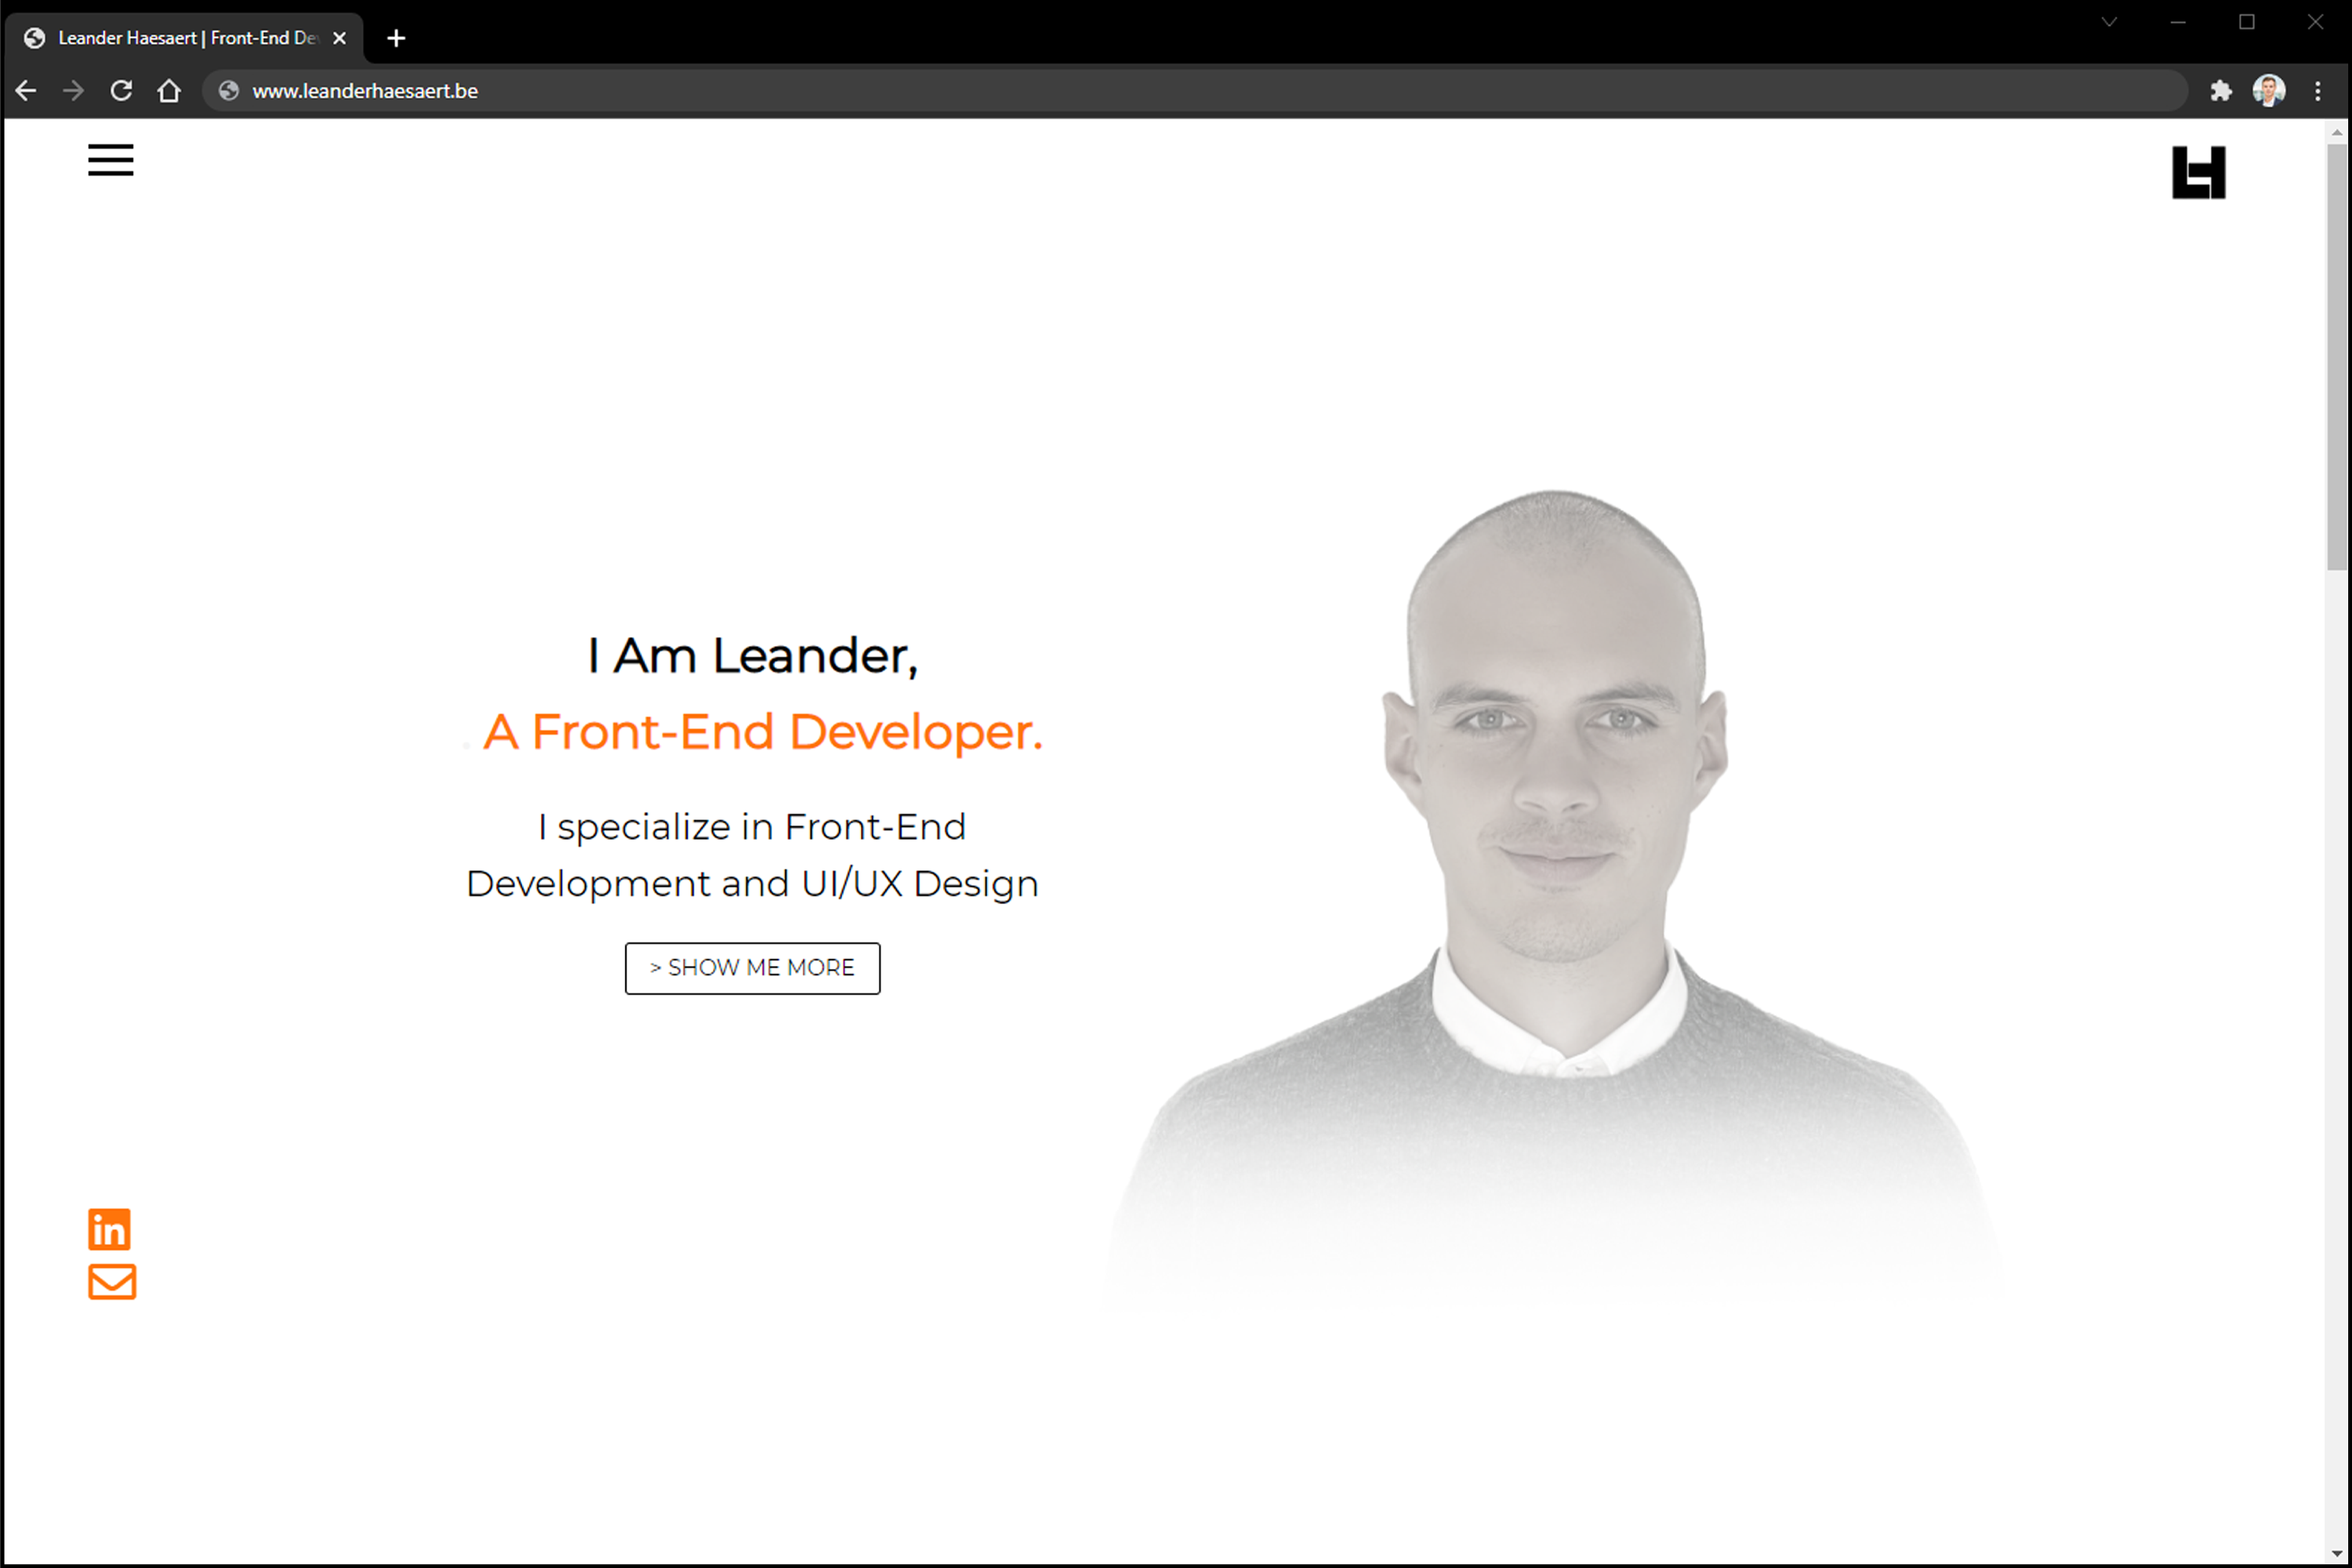 Leander Haesaert | Front-End De
www.leanderhaesaert.be
LH
I Am Leander,
. A Front-End Developer.
I specialize in Front-End
Development and UI/UX Design
> SHOW ME MORE
in